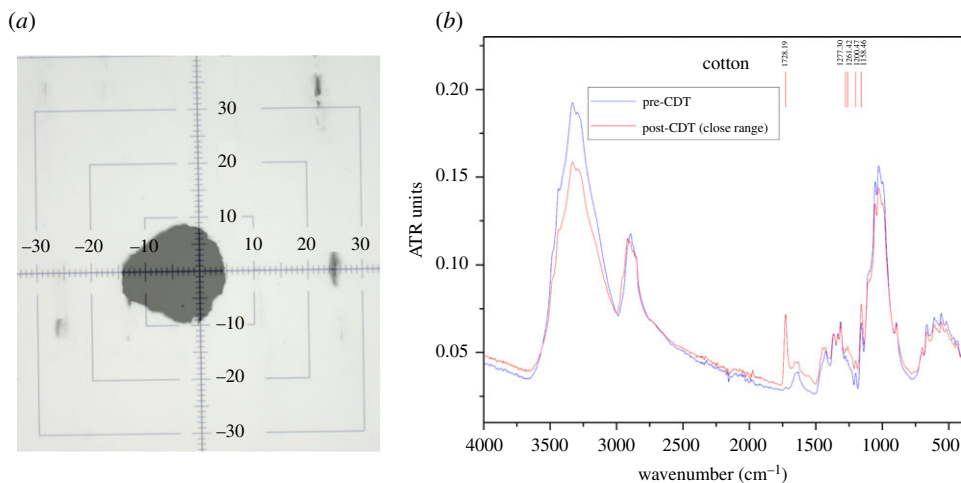 (a)
30
20
10
–30
–20
–10
10
20
30
–10
–20
–30
(b)
cotton
1728.19
1277.30
1261.42
1200.47
1158.46
pre-CDT
post-CDT (close range)
0.20
0.15
0.10
0.05
ATR units
4000 3500 3000 2500 2000 1500 1000 500
wavenumber (cm⁻¹)